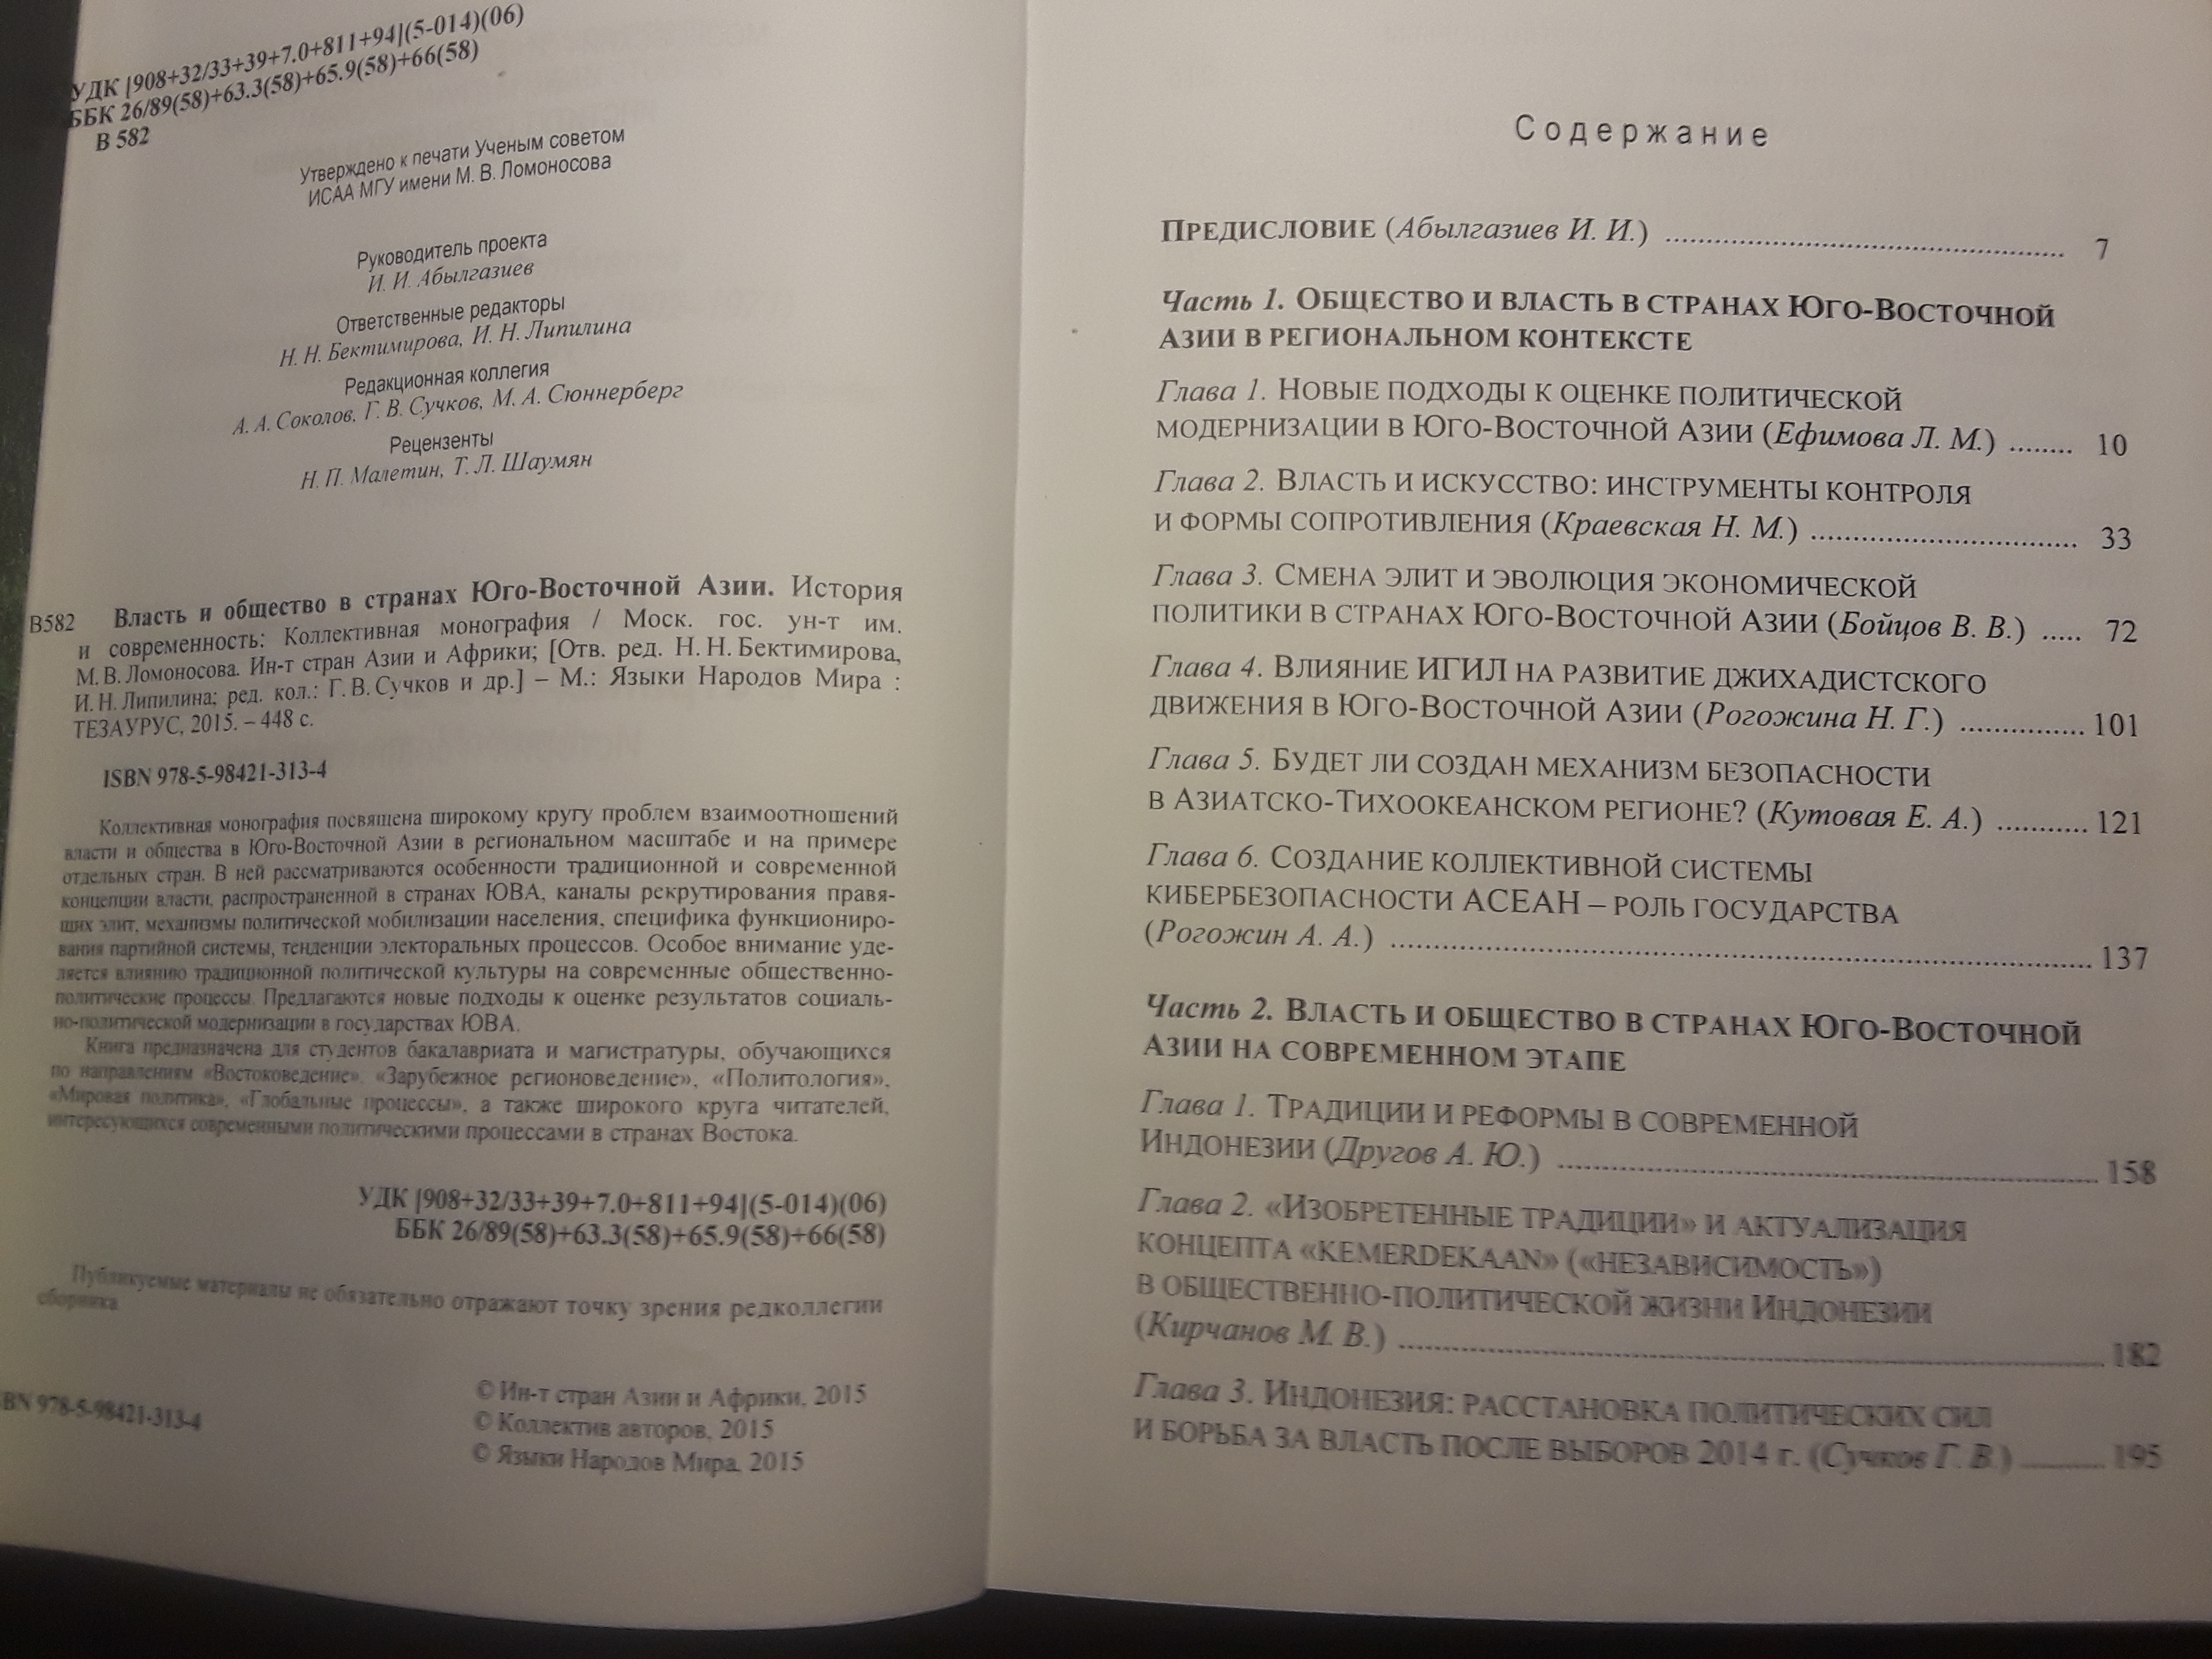 УДК [908+32/33+39+7.0+811+94](5-014)(06)
ББК 26/89(58)+63.3(58)+65.9(58)+66(58)
В 582
Утверждено к печати Ученым советом
ИСАА МГУ имени М. В. Ломоносова
Руководитель проекта
И. И. Абылгазиев
Ответственные редакторы
Н. Н. Бектимирова, И. Н. Липилина
Редакционная коллегия
А. А. Соколов, Г. В. Сучков, М. А. Сюннерберг
Рецензенты
Н. П. Малетин, Т. Л. Шаумян
В582 Власть и общество в странах Юго-Восточной Азии. История
и современность: Коллективная монография / Моск. гос. ун-т им.
М. В. Ломоносова. Ин-т стран Азии и Африки; [Отв. ред. Н. Н. Бектимирова,
И. Н. Липилина; ред. кол.: Г. В. Сучков и др.] – М.: Языки Народов Мира :
ТЕЗАУРУС, 2015. – 448 с.
ISBN 978-5-98421-313-4
Коллективная монография посвящена широкому кругу проблем взаимоотношений
власти и общества в Юго-Восточной Азии в региональном масштабе и на примере
отдельных стран. В ней рассматриваются особенности традиционной и современной
концепции власти, распространенной в странах ЮВА, каналы рекрутирования правя-
щих элит, механизмы политической мобилизации населения, специфика функциониро-
вания партийной системы, тенденции электоральных процессов. Особое внимание уде-
ляется влиянию традиционной политической культуры на современные общественно-
политические процессы. Предлагаются новые подходы к оценке результатов социаль-
но-политической модернизации в государствах ЮВА.
Книга предназначена для студентов бакалавриата и магистратуры, обучающихся
по направлениям «Востоковедение», «Зарубежное регионоведение», «Политология»,
«Мировая политика», «Глобальные процессы», а также широкого круга читателей,
интересующихся современными политическими процессами в странах Востока.
УДК [908+32/33+39+7.0+811+94](5-014)(06)
ББК 26/89(58)+63.3(58)+65.9(58)+66(58)
Публикуемые материалы не обязательно отражают точку зрения редколлегии
сборника
BN 978-5-98421-313-4
© Ин-т стран Азии и Африки, 2015
© Коллектив авторов, 2015
© Языки Народов Мира, 2015
Содержание
ПРЕДИСЛОВИЕ (Абылгазиев И. И.) .......... 7
Часть 1. ОБЩЕСТВО И ВЛАСТЬ В СТРАНАХ ЮГО-ВОСТОЧНОЙ
АЗИИ В РЕГИОНАЛЬНОМ КОНТЕКСТЕ
Глава 1. НОВЫЕ ПОДХОДЫ К ОЦЕНКЕ ПОЛИТИЧЕСКОЙ
МОДЕРНИЗАЦИИ В ЮГО-ВОСТОЧНОЙ АЗИИ (Ефимова Л. М.) ........ 10
Глава 2. ВЛАСТЬ И ИСКУССТВО: ИНСТРУМЕНТЫ КОНТРОЛЯ
И ФОРМЫ СОПРОТИВЛЕНИЯ (Краевская Н. М.) .......... 33
Глава 3. СМЕНА ЭЛИТ И ЭВОЛЮЦИЯ ЭКОНОМИЧЕСКОЙ
ПОЛИТИКИ В СТРАНАХ ЮГО-ВОСТОЧНОЙ АЗИИ (Бойцов В. В.) ..... 72
Глава 4. ВЛИЯНИЕ ИГИЛ НА РАЗВИТИЕ ДЖИХАДИСТСКОГО
ДВИЖЕНИЯ В ЮГО-ВОСТОЧНОЙ АЗИИ (Рогожина Н. Г.) .......... 101
Глава 5. БУДЕТ ЛИ СОЗДАН МЕХАНИЗМ БЕЗОПАСНОСТИ
В АЗИАТСКО-ТИХООКЕАНСКОМ РЕГИОНЕ? (Кутовая Е. А.) .......... 121
Глава 6. СОЗДАНИЕ КОЛЛЕКТИВНОЙ СИСТЕМЫ
КИБЕРБЕЗОПАСНОСТИ АСЕАН – РОЛЬ ГОСУДАРСТВА
(Рогожин А. А.) .......... 137
Часть 2. ВЛАСТЬ И ОБЩЕСТВО В СТРАНАХ ЮГО-ВОСТОЧНОЙ
АЗИИ НА СОВРЕМЕННОМ ЭТАПЕ
Глава 1. ТРАДИЦИИ И РЕФОРМЫ В СОВРЕМЕННОЙ
ИНДОНЕЗИИ (Другов А. Ю.) .......... 158
Глава 2. «ИЗОБРЕТЕННЫЕ ТРАДИЦИИ» И АКТУАЛИЗАЦИЯ
КОНЦЕПТА «KEMERDEKAAN» («НЕЗАВИСИМОСТЬ»)
В ОБЩЕСТВЕННО-ПОЛИТИЧЕСКОЙ ЖИЗНИ ИНДОНЕЗИИ
(Кирчанов М. В.) .......... 182
Глава 3. ИНДОНЕЗИЯ: РАССТАНОВКА ПОЛИТИЧЕСКИХ СИЛ
И БОРЬБА ЗА ВЛАСТЬ ПОСЛЕ ВЫБОРОВ 2014 г. (Сучков Г. В.) .......... 195